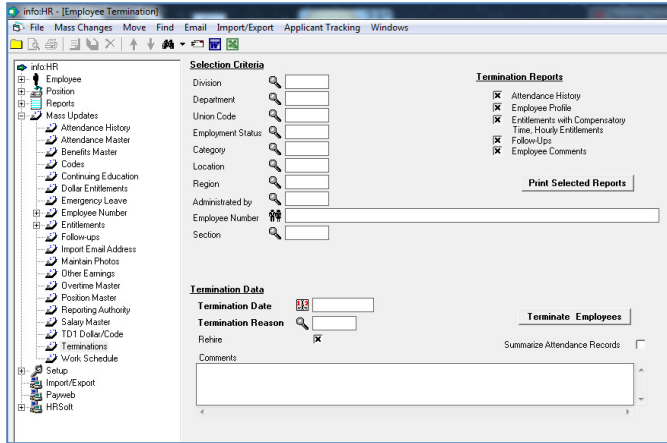 info:HR - [Employee Termination]
File Mass Changes Move Find Email Import/Export Applicant Tracking Windows
info:HR
Employee
Position
Reports
Mass Updates
Attendance History
Attendance Master
Benefits Master
Codes
Continuing Education
Dollar Entitlements
Emergency Leave
Employee Number
Entitlements
Follow-ups
Import Email Address
Maintain Photos
Other Earnings
Overtime Master
Position Master
Reporting Authority
Salary Master
TD1 Dollar/Code
Terminations
Work Schedule
Setup
Import/Export
Payweb
HRSoft
Selection Criteria
Division
Department
Union Code
Employment Status
Category
Location
Region
Administrated by
Employee Number
Section
Termination Reports
Attendance History
Employee Profile
Entitlements with Compensatory
Time, Hourly Entitlements
Follow-Ups
Employee Comments
Print Selected Reports
Termination Data
Termination Date
Termination Reason
Rehire
Comments
Terminate Employees
Summarize Attendance Records